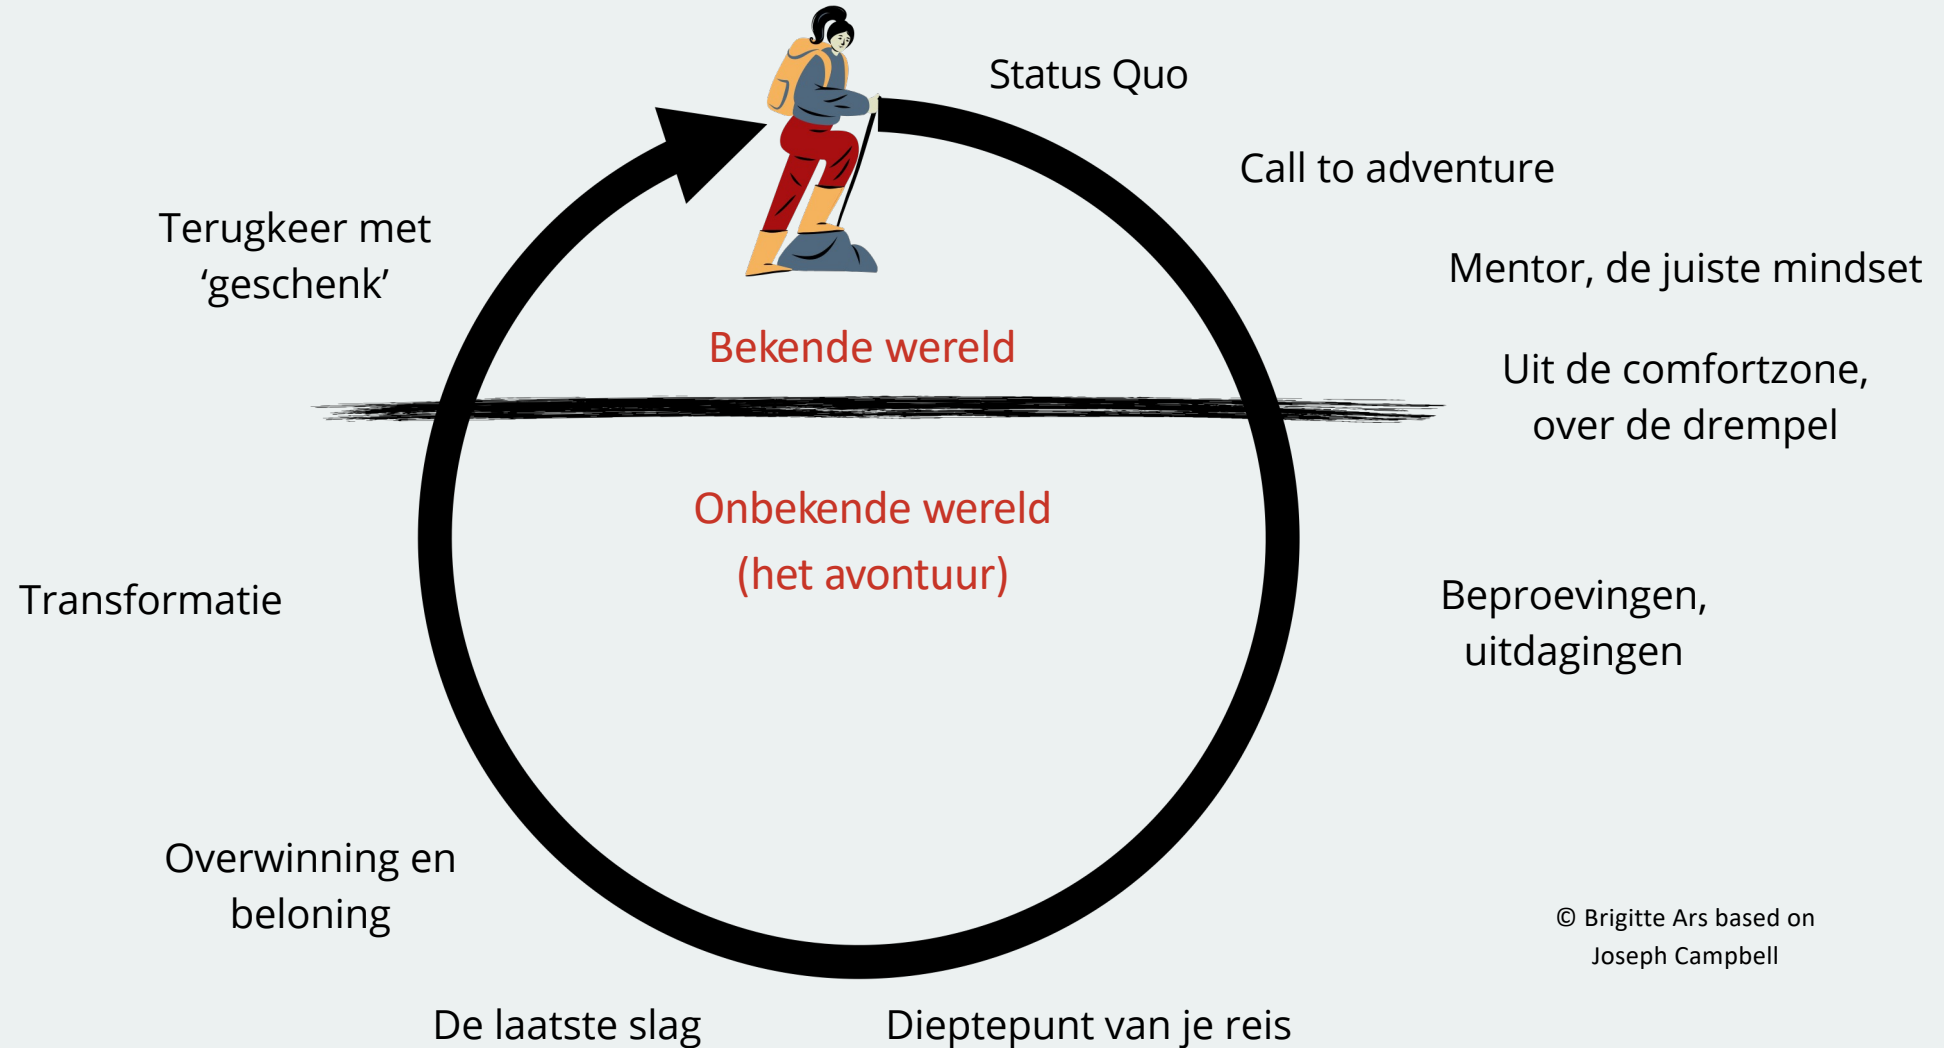 Status Quo
Call to adventure
Mentor, de juiste mindset
Uit de comfortzone,
over de drempel
Beproevingen,
uitdagingen
Dieptepunt van je reis
De laatste slag
Overwinning en
beloning
Transformatie
Terugkeer met
‘geschenk’
Bekende wereld
Onbekende wereld
(het avontuur)
© Brigitte Ars based on
Joseph Campbell